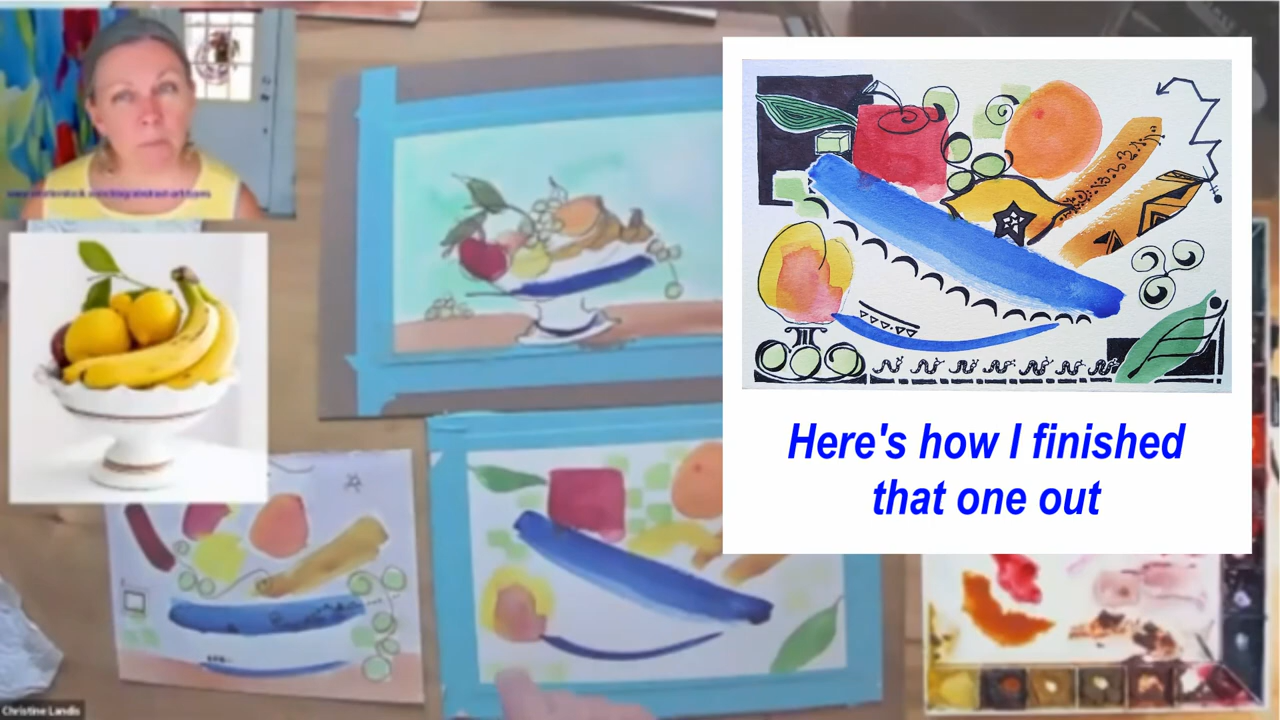 Here's how I finished
that one out
Christine Landis